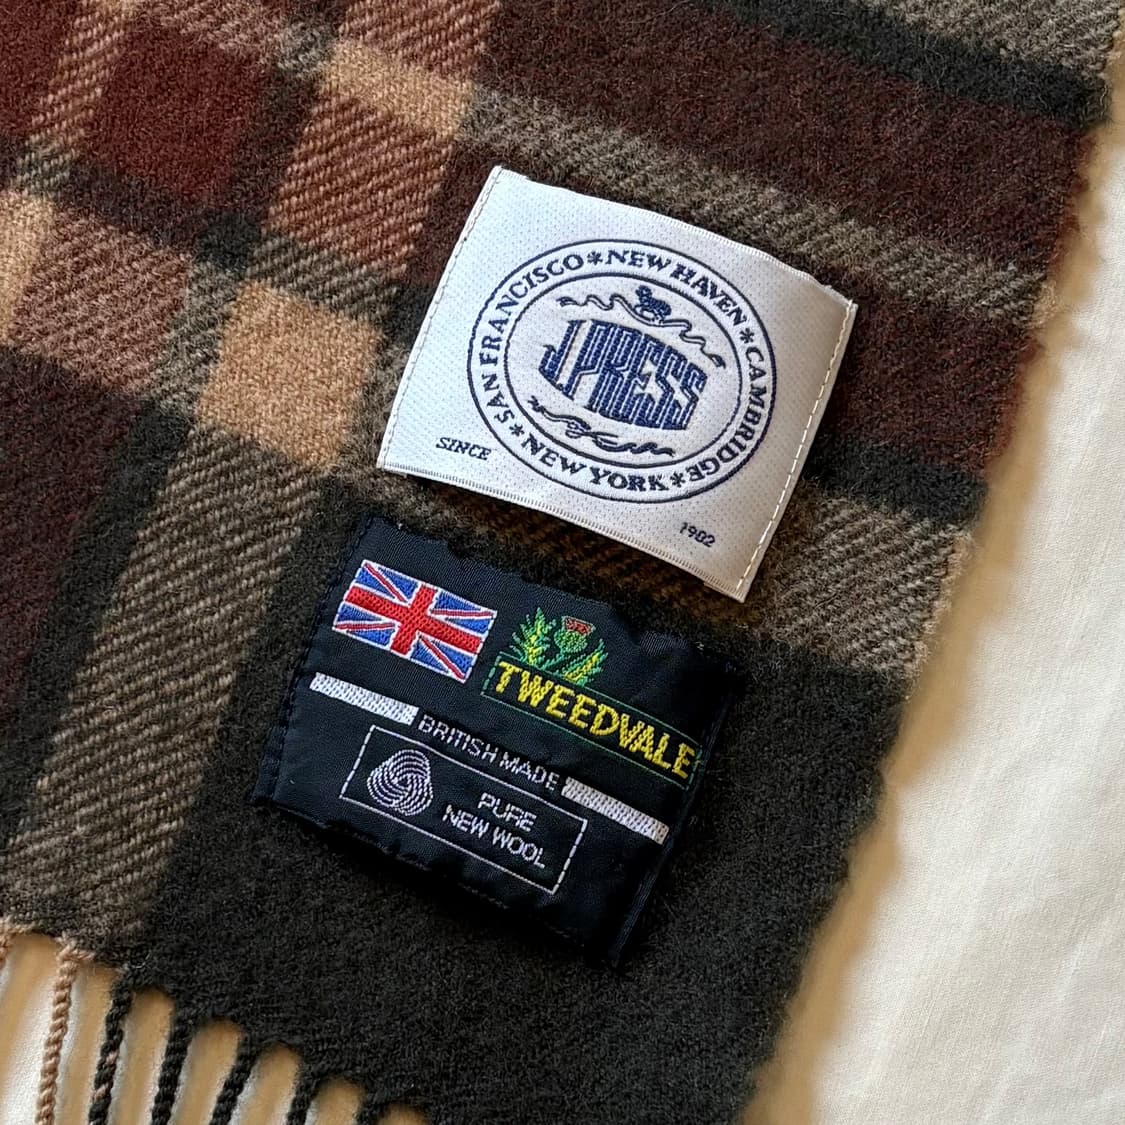 SAN FRANCISCO * NEW HAVEN * CAMBRIDGE * NEW YORK *
J.PRESS
SINCE
1902
TWEEDVALE
BRITISH MADE
PURE
NEW WOOL